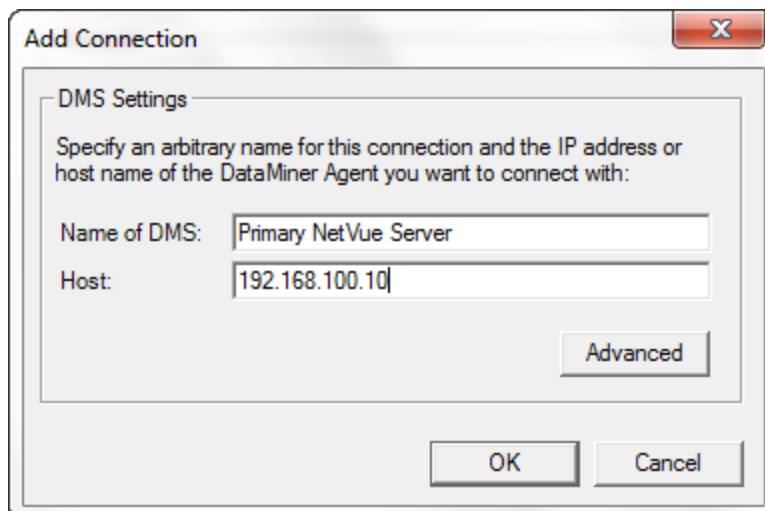 Add Connection
DMS Settings
Specify an arbitrary name for this connection and the IP address or
host name of the DataMiner Agent you want to connect with:
Name of DMS: Primary NetVue Server
Host: 192.168.100.10
Advanced
OK Cancel